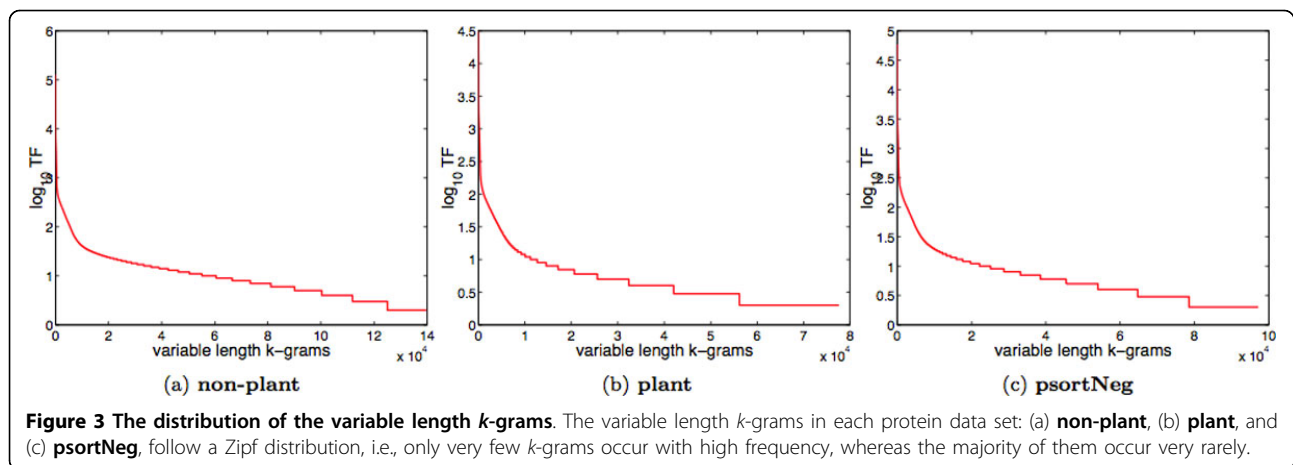 6
5
4
3
2
1
0
log10 TF
0 2 4 6 8 10 12 14
variable length k-grams
x 10^4
(a) non-plant
4.5
4
3.5
3
2.5
2
1.5
1
0.5
0
log10 TF
0 1 2 3 4 5 6 7 8
variable length k-grams
x 10^4
(b) plant
5
4.5
4
3.5
3
2.5
2
1.5
1
0.5
0
log10 TF
0 2 4 6 8 10
variable length k-grams
x 10^4
(c) psortNeg
Figure 3 The distribution of the variable length k-grams. The variable length k-grams in each protein data set: (a) non-plant, (b) plant, and
(c) psortNeg, follow a Zipf distribution, i.e., only very few k-grams occur with high frequency, whereas the majority of them occur very rarely.